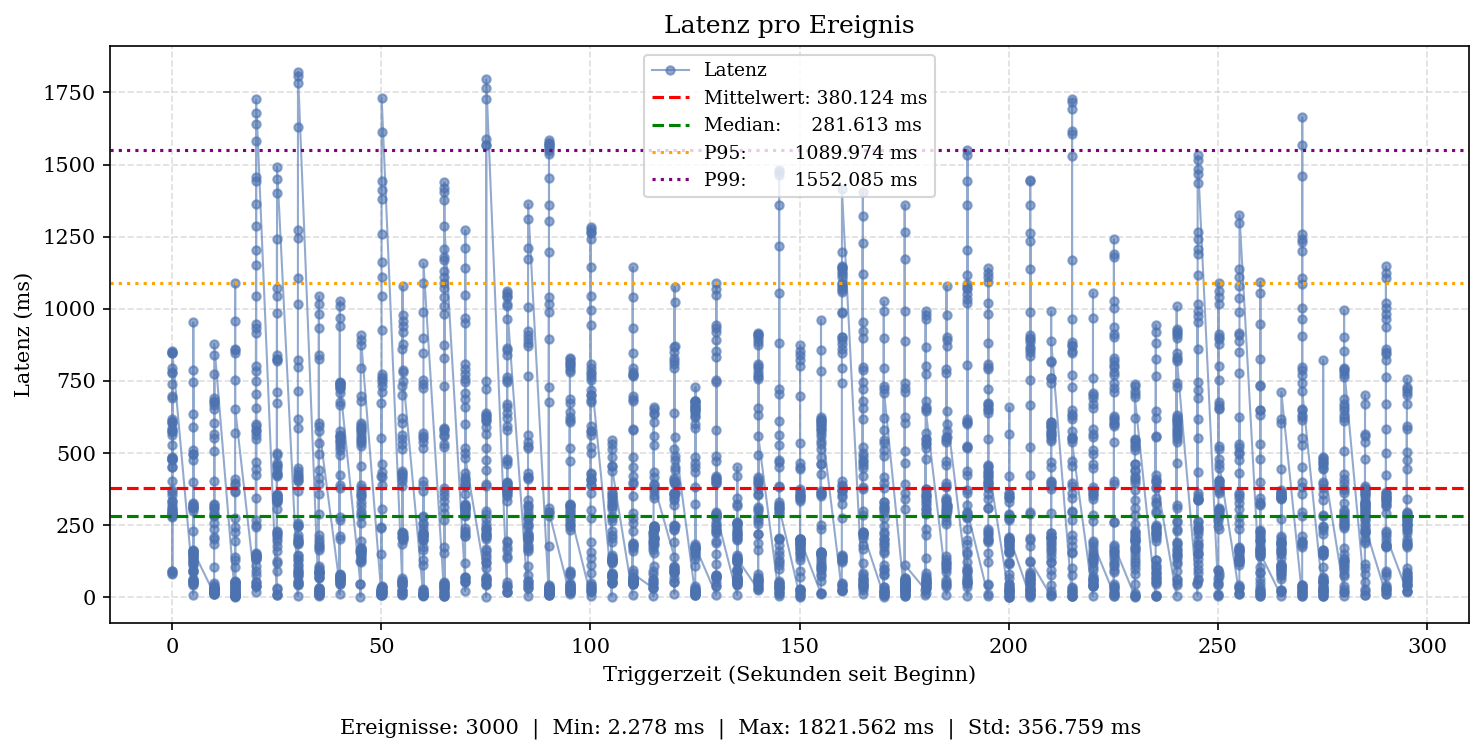 Latenz pro Ereignis
Latenz
Mittelwert: 380.124 ms
Median: 281.613 ms
P95: 1089.974 ms
P99: 1552.085 ms
Latenz (ms)
1750
1500
1250
1000
750
500
250
0
0 50 100 150 200 250 300
Triggerzeit (Sekunden seit Beginn)
Ereignisse: 3000 | Min: 2.278 ms | Max: 1821.562 ms | Std: 356.759 ms